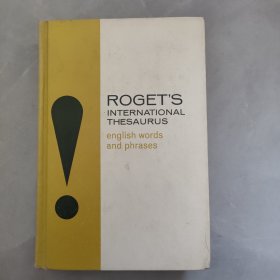 !
ROGET'S
INTERNATIONAL
THESAURUS
english words
and phrases